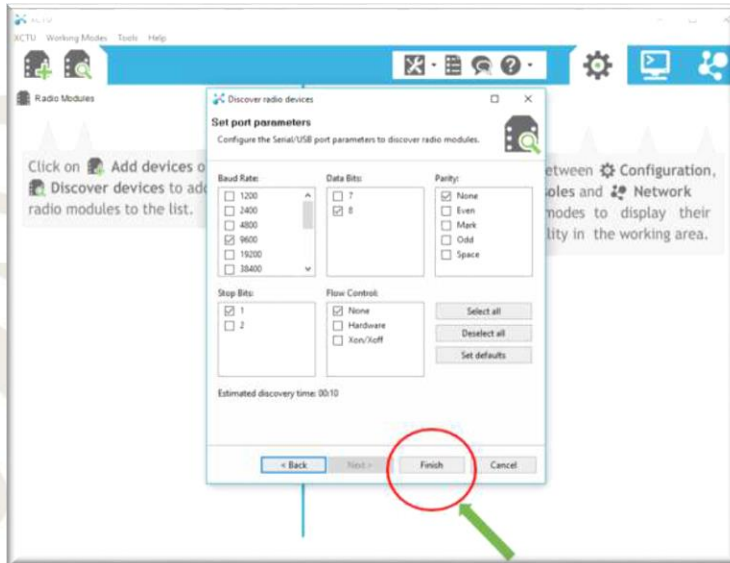 XCTU
XCTU Working Modes Tools Help
Radio Modules
Discover radio devices
Set port parameters
Configure the Serial/USB port parameters to discover radio modules.
Click on Add devices o
Discover devices to add
radio modules to the list.
etween Configuration,
oles and Network
modes to display their
lity in the working area.
Baud Rate:
1200
2400
4800
9600
19200
38400
Data Bits:
7
8
Parity:
None
Even
Mark
Odd
Space
Stop Bits:
1
2
Flow Control:
None
Hardware
Xon/Xoff
Select all
Deselect all
Set defaults
Estimated discovery time: 00:10
< Back
Next >
Finish
Cancel